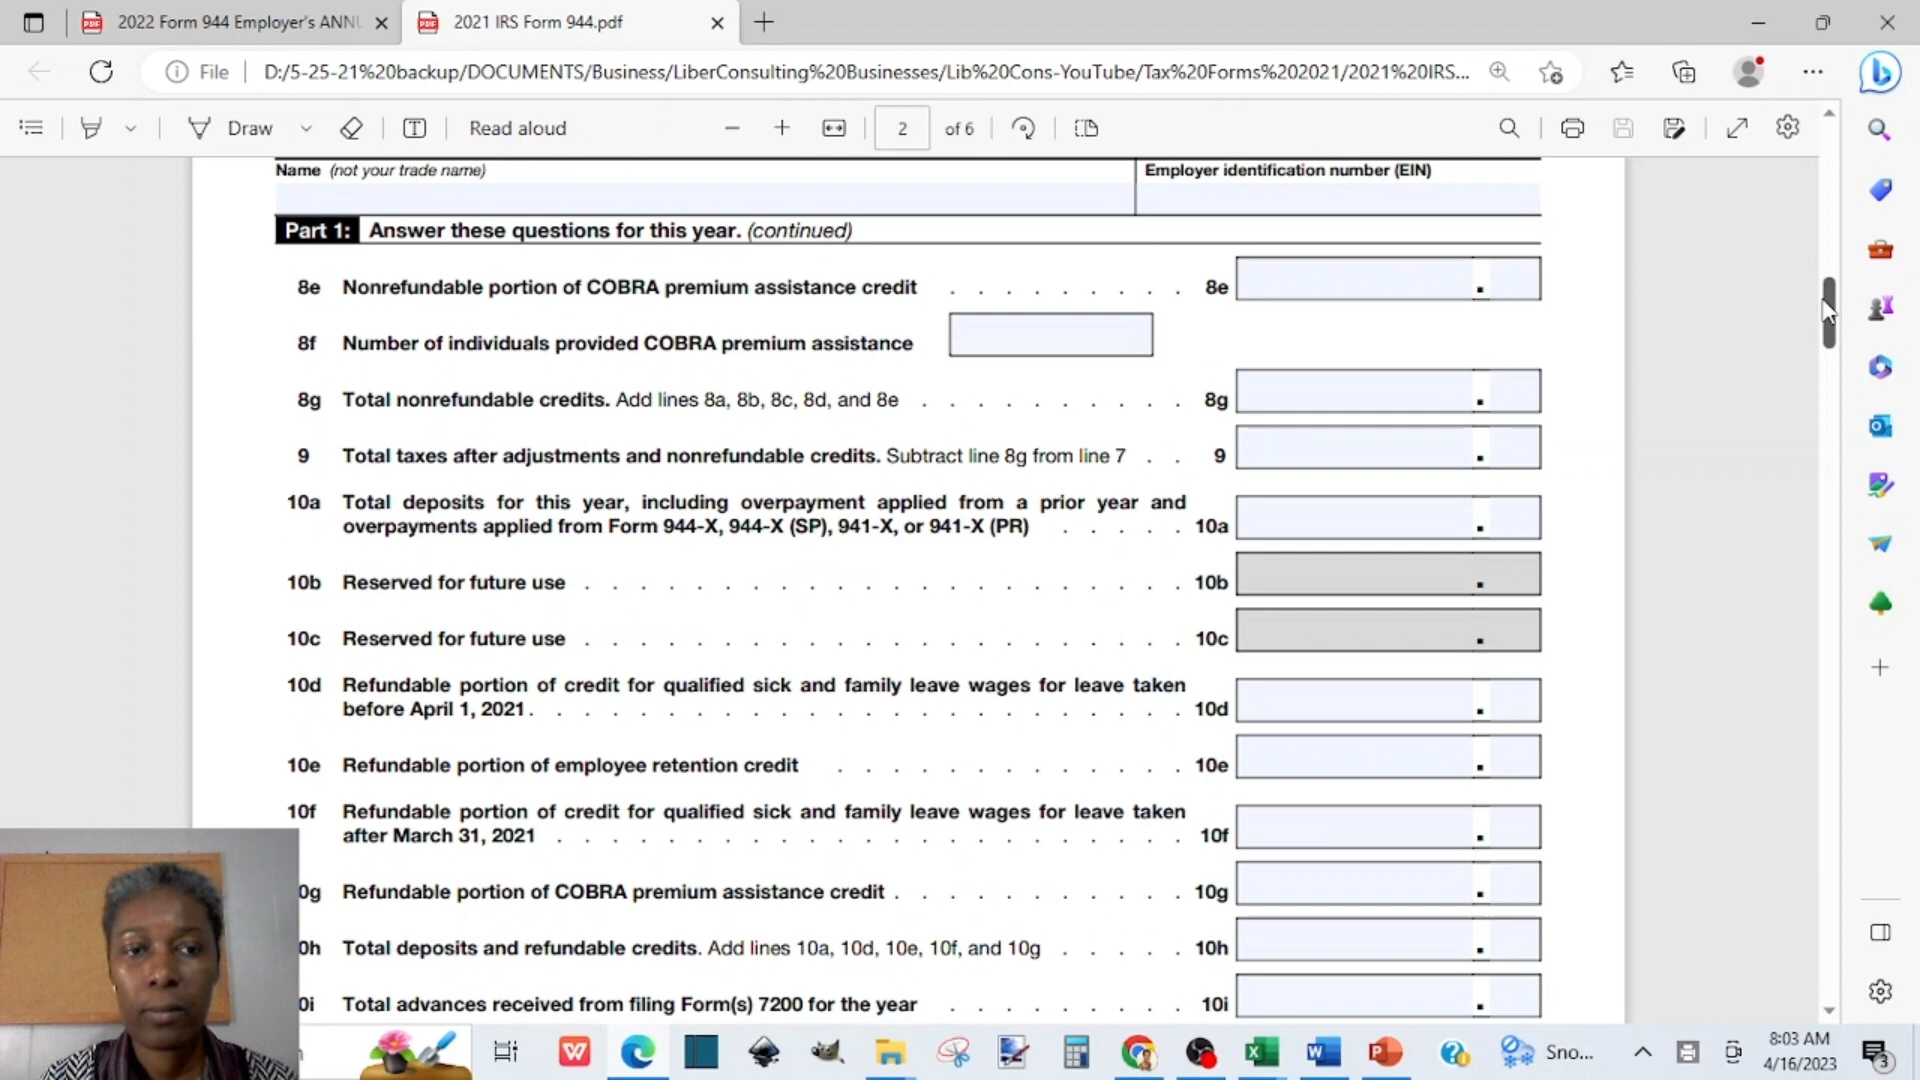 2022 Form 944 Employer's ANNU
2021 IRS Form 944.pdf
File
D:/5-25-21%20backup/DOCUMENTS/Business/LiberConsulting%20Businesses/Lib%20Cons-YouTube/Tax%20Forms%202021/2021%20IRS...
Draw
Read aloud
2 of 6
Name (not your trade name)
Employer identification number (EIN)
Part 1: Answer these questions for this year. (continued)
8e Nonrefundable portion of COBRA premium assistance credit . . . . . . . . . 8e .
8f Number of individuals provided COBRA premium assistance
8g Total nonrefundable credits. Add lines 8a, 8b, 8c, 8d, and 8e . . . . . . . . . . 8g .
9 Total taxes after adjustments and nonrefundable credits. Subtract line 8g from line 7 . . 9 .
10a Total deposits for this year, including overpayment applied from a prior year and
overpayments applied from Form 944-X, 944-X (SP), 941-X, or 941-X (PR) . . . . . 10a .
10b Reserved for future use . . . . . . . . . . . . . . . . . . . . . . 10b .
10c Reserved for future use . . . . . . . . . . . . . . . . . . . . . . 10c .
10d Refundable portion of credit for qualified sick and family leave wages for leave taken
before April 1, 2021 . . . . . . . . . . . . . . . . . . . . . . . . 10d .
10e Refundable portion of employee retention credit . . . . . . . . . . . . . 10e .
10f Refundable portion of credit for qualified sick and family leave wages for leave taken
after March 31, 2021 . . . . . . . . . . . . . . . . . . . . . . . 10f .
0g Refundable portion of COBRA premium assistance credit . . . . . . . . . . . 10g .
0h Total deposits and refundable credits. Add lines 10a, 10d, 10e, 10f, and 10g . . . . . 10h .
0i Total advances received from filing Form(s) 7200 for the year . . . . . . . . . 10i .
Sno...
8:03 AM
4/16/2023
3